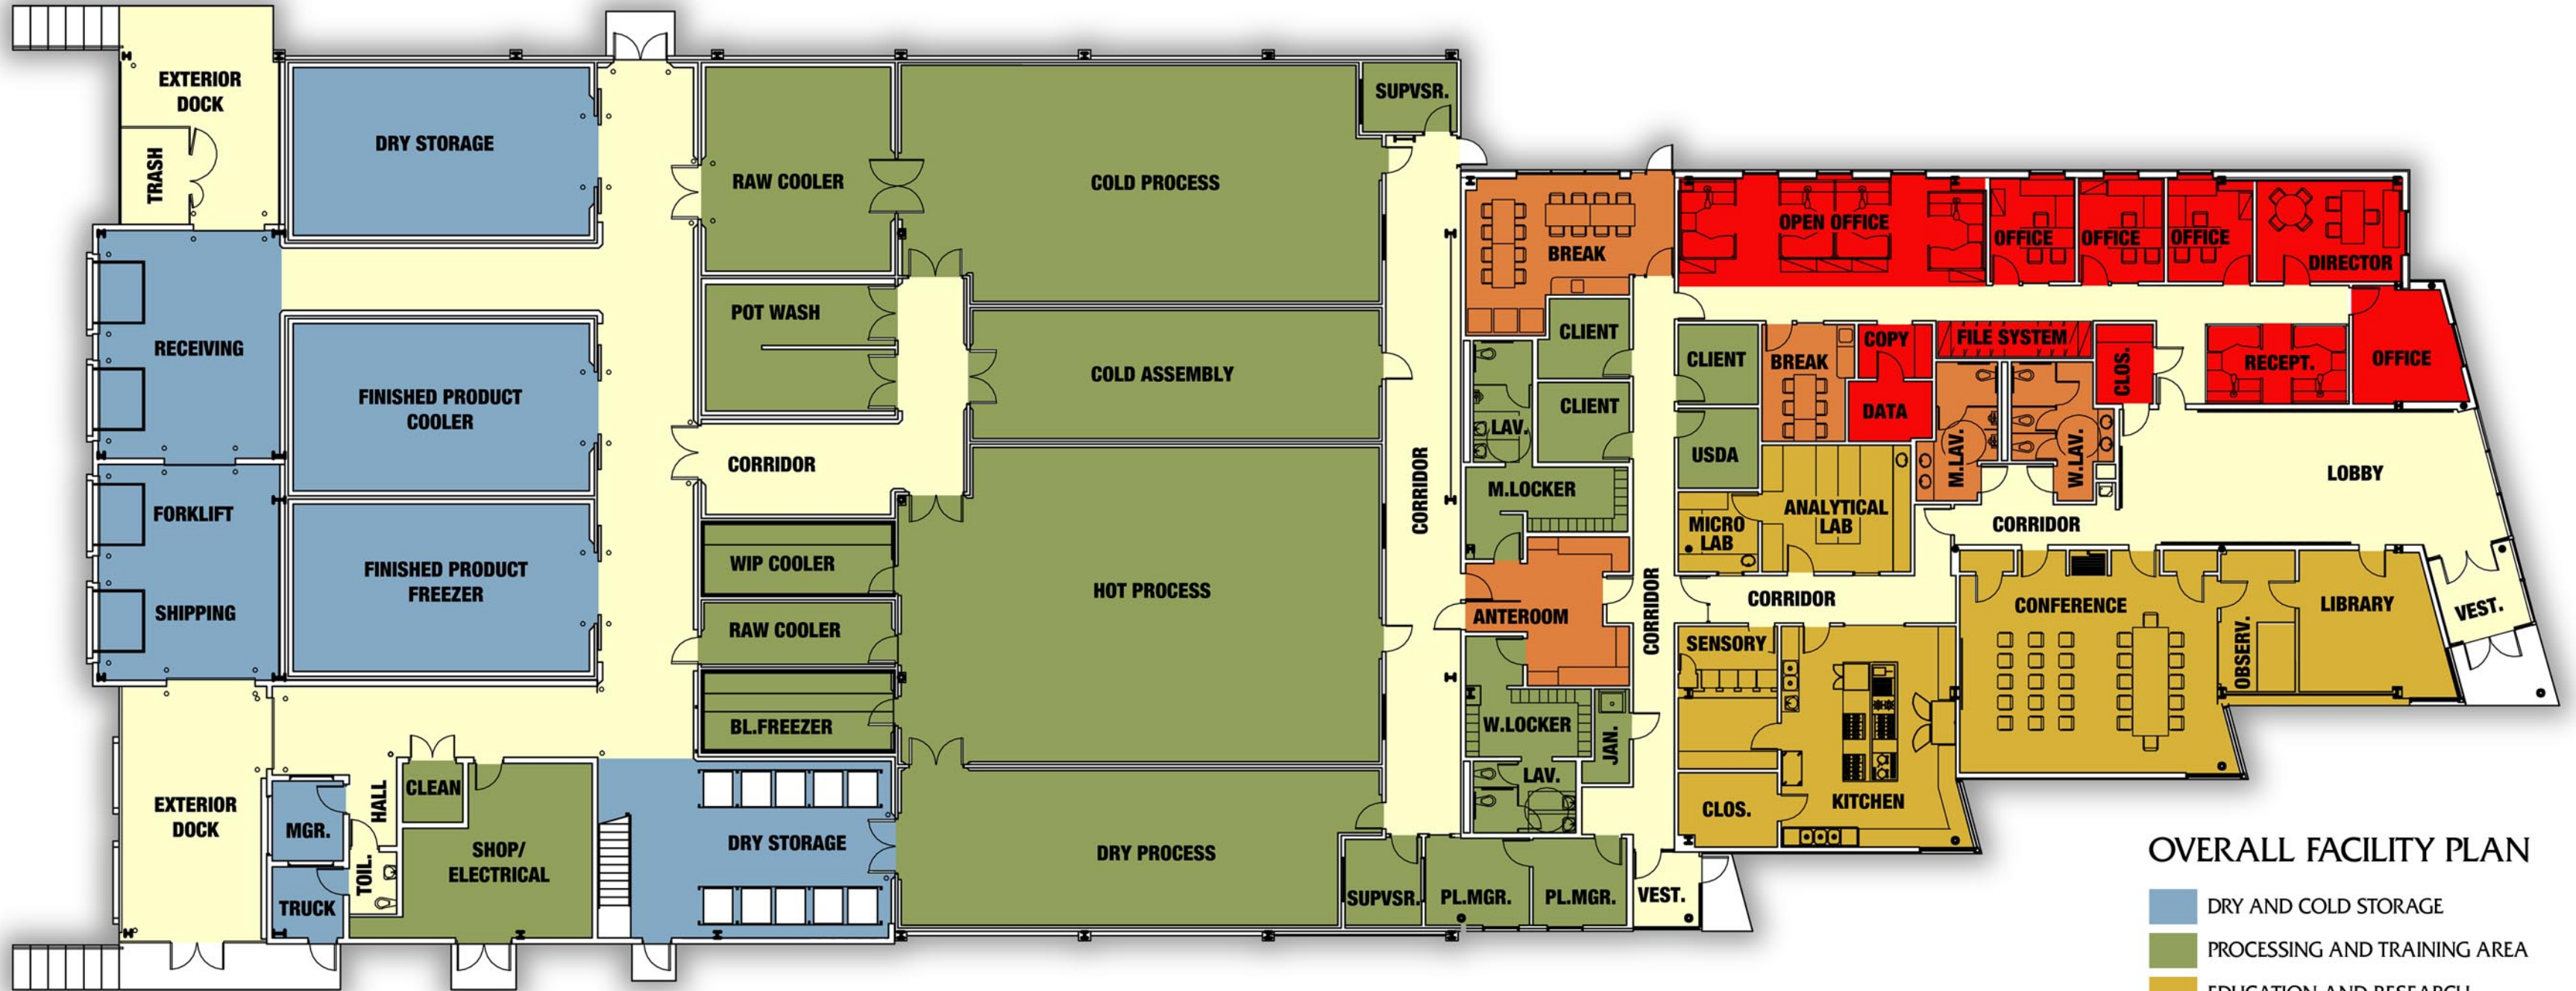 EXTERIOR
DOCK
TRASH
DRY STORAGE
RAW COOLER
COLD PROCESS
SUPVSR.
RECEIVING
POT WASH
COLD ASSEMBLY
FINISHED PRODUCT
COOLER
CORRIDOR
CORRIDOR
FORKLIFT
SHIPPING
FINISHED PRODUCT
FREEZER
WIP COOLER
RAW COOLER
BL.FREEZER
HOT PROCESS
EXTERIOR
DOCK
MGR.
TRUCK
HALL
TOIL.
CLEAN
SHOP/
ELECTRICAL
DRY STORAGE
DRY PROCESS
SUPVSR.
PL.MGR.
PL.MGR.
VEST.
BREAK
CLIENT
CLIENT
LAV.
M.LOCKER
ANTEROOM
W.LOCKER
JAN.
LAV.
CORRIDOR
OPEN OFFICE
OFFICE
OFFICE
OFFICE
DIRECTOR
CLIENT
BREAK
COPY
FILE SYSTEM
CLOS.
RECEPT.
OFFICE
DATA
USDA
M.LAV.
W.LAV.
LOBBY
MICRO
LAB
ANALYTICAL
LAB
CORRIDOR
CORRIDOR
SENSORY
CONFERENCE
OBSERV.
LIBRARY
VEST.
CLOS.
KITCHEN
OVERALL FACILITY PLAN
DRY AND COLD STORAGE
PROCESSING AND TRAINING AREA
EDUCATION AND RESEARCH